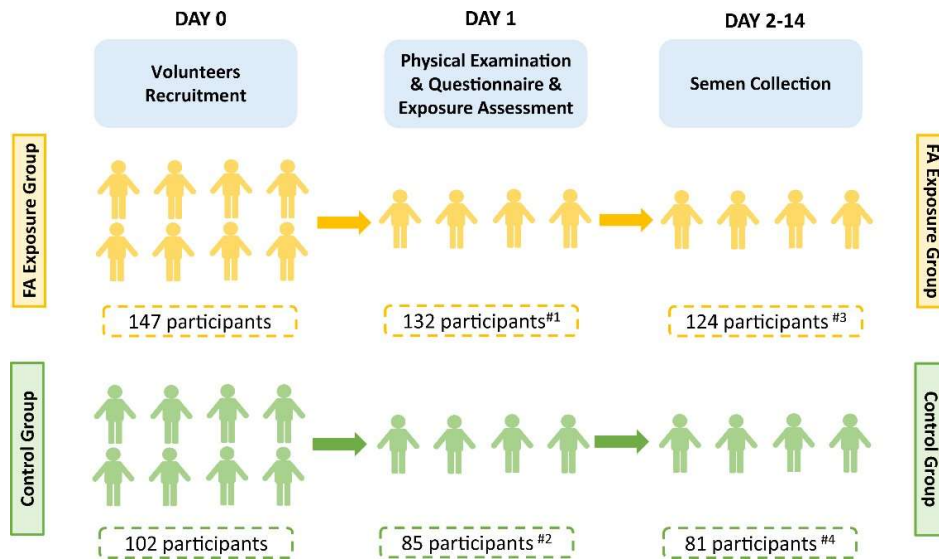 DAY 0
DAY 1
DAY 2-14
Volunteers
Recruitment
Physical Examination
& Questionnaire &
Exposure Assessment
Semen Collection
FA Exposure Group
FA Exposure Group
147 participants
132 participants#1
124 participants #3
Control Group
Control Group
102 participants
85 participants #2
81 participants #4